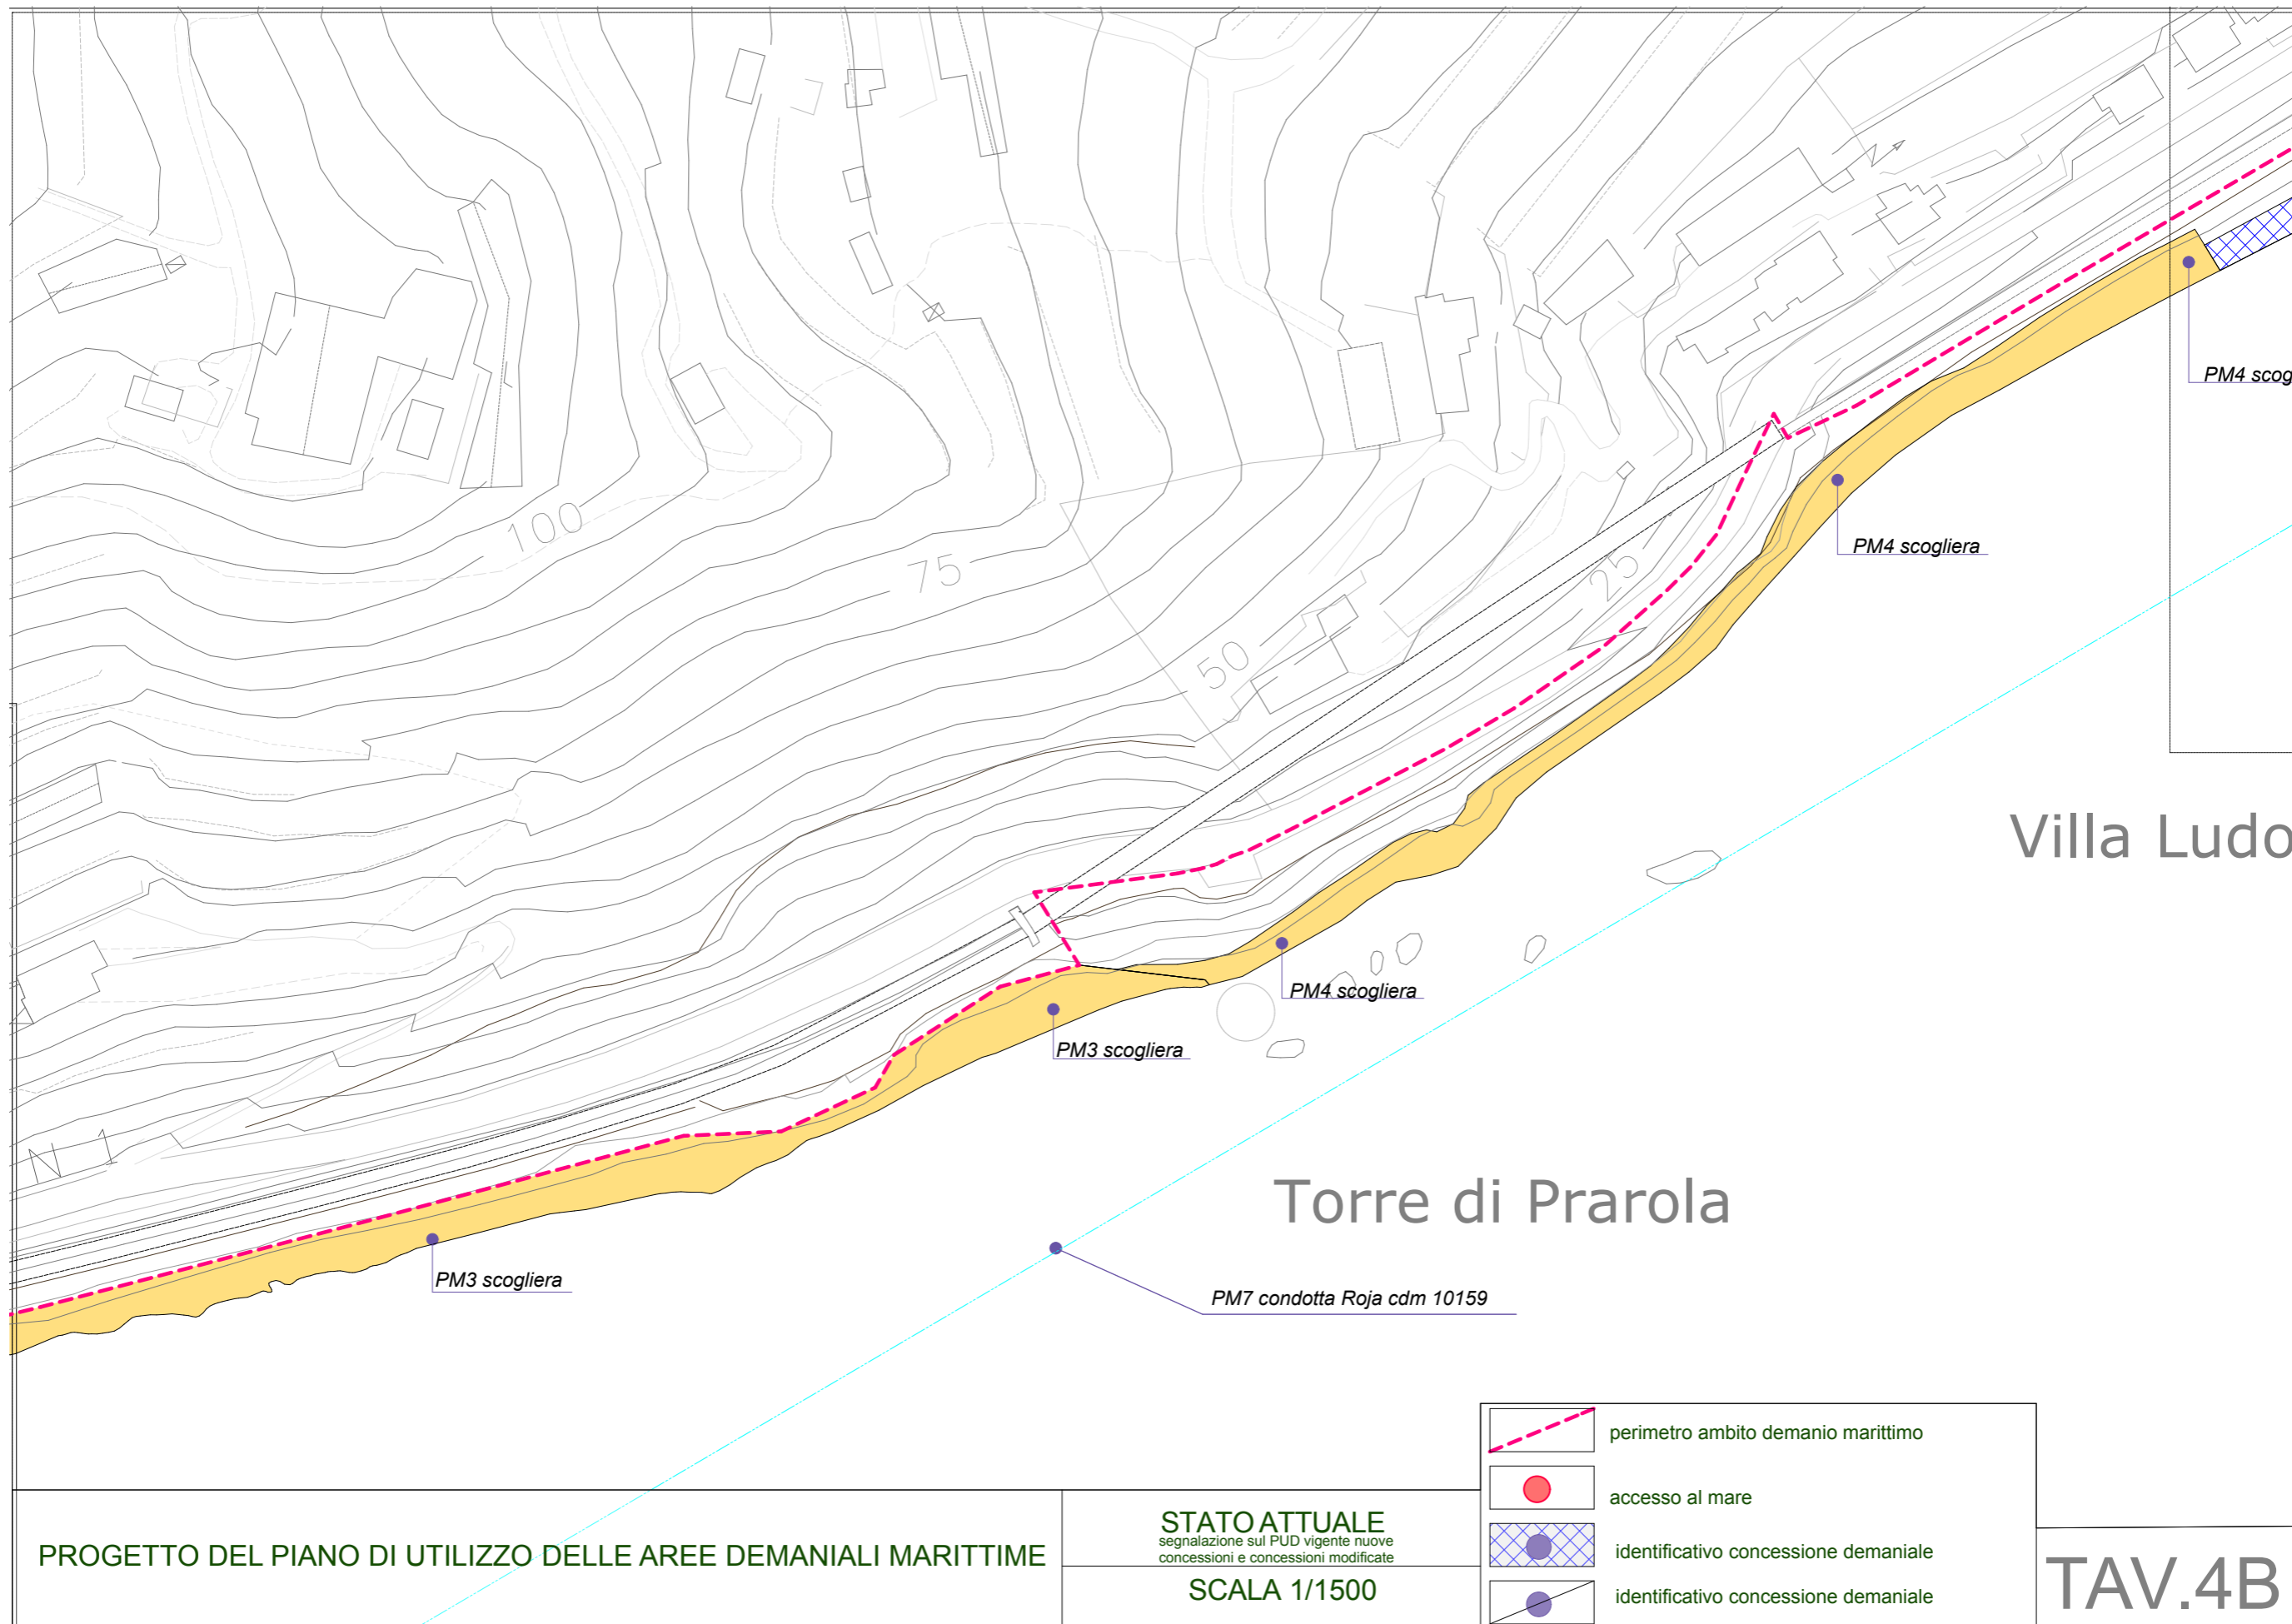 PM4 scog
PM4 scogliera
100
75
25
50
Villa Ludo
PM4 scogliera
PM3 scogliera
Torre di Prarola
PM3 scogliera
PM7 condotta Roja cdm 10159
perimetro ambito demanio marittimo
accesso al mare
identificativo concessione demaniale
identificativo concessione demaniale
PROGETTO DEL PIANO DI UTILIZZO DELLE AREE DEMANIALI MARITTIME
STATO ATTUALE
segnalazione sul PUD vigente nuove
concessioni e concessioni modificate
SCALA 1/1500
TAV.4B